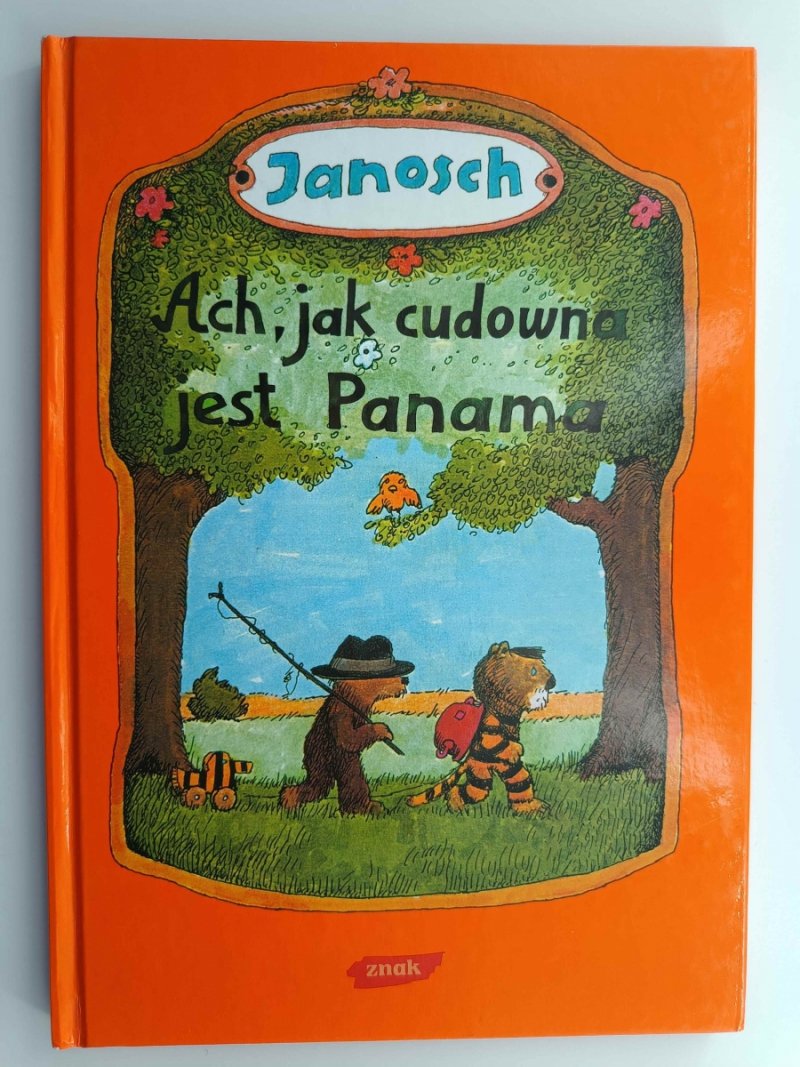 Janosch
Ach, jak cudowna
jest Panama
znak